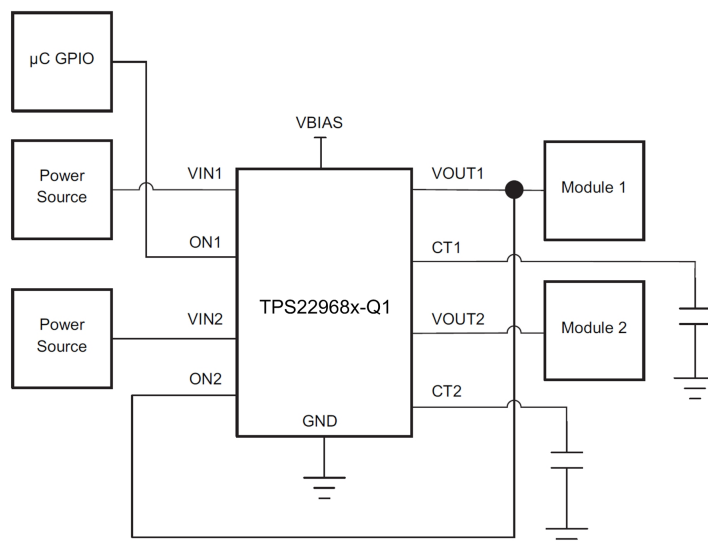 µC GPIO
VBIAS
Power
Source
VIN1
VOUT1
Module 1
ON1
CT1
TPS22968x-Q1
Power
Source
VIN2
VOUT2
Module 2
ON2
CT2
GND